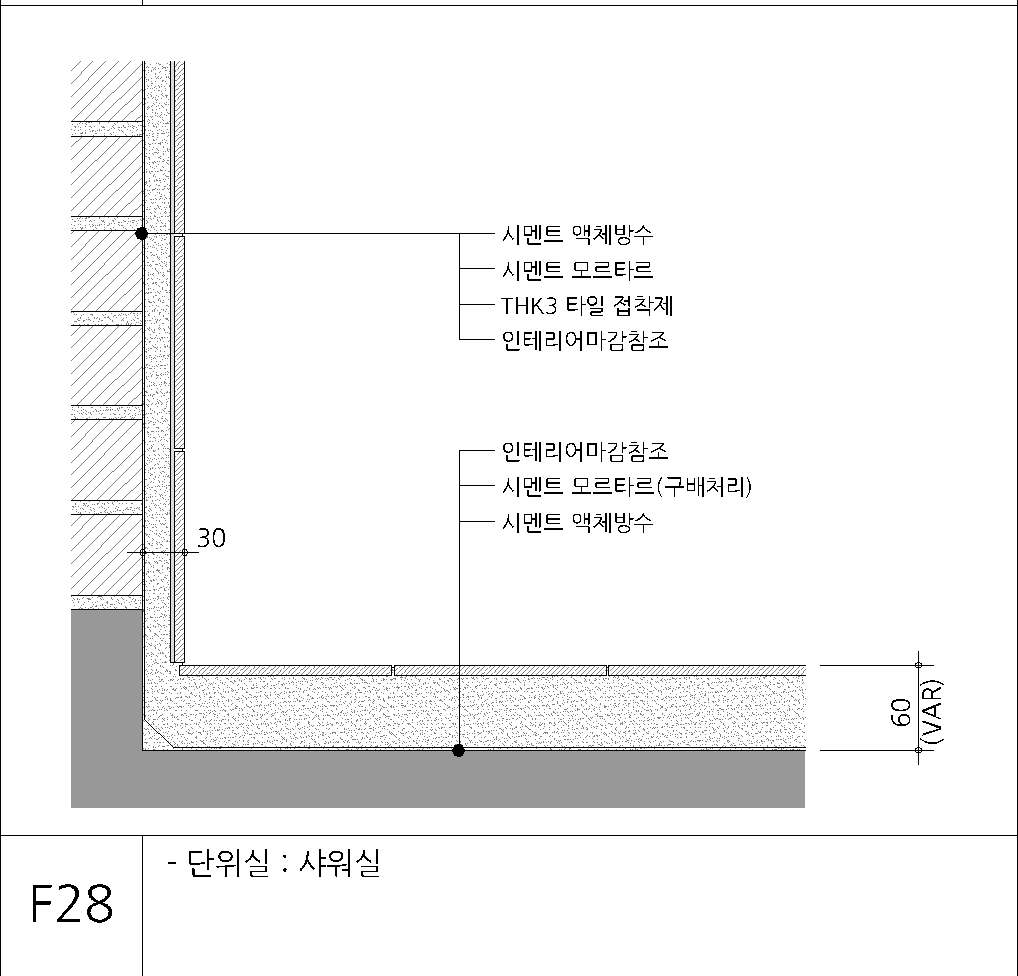 시멘트 액체방수
시멘트 모르타르
THK3 타일 접착제
인테리어마감참조
인테리어마감참조
시멘트 모르타르(구배처리)
시멘트 액체방수
30
60
(VAR)
- 단위실 : 샤워실
F28